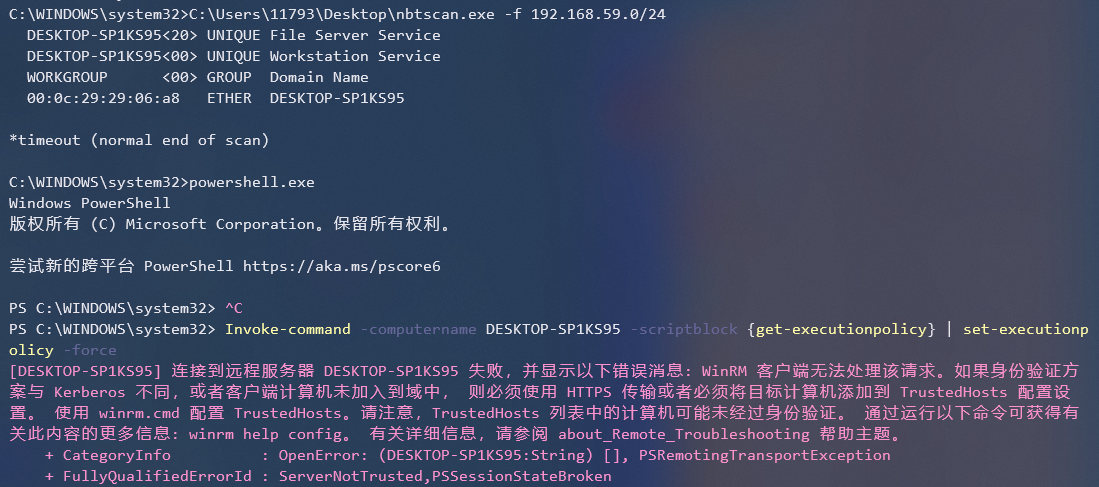 C:\WINDOWS\system32>C:\Users\11793\Desktop\nbtscan.exe -f 192.168.59.0/24
DESKTOP-SP1KS95<20> UNIQUE File Server Service
DESKTOP-SP1KS95<00> UNIQUE Workstation Service
WORKGROUP      <00> GROUP  Domain Name
00:0c:29:29:06:a8   ETHER  DESKTOP-SP1KS95
*timeout (normal end of scan)
C:\WINDOWS\system32>powershell.exe
Windows PowerShell
版权所有 (C) Microsoft Corporation。保留所有权利。
尝试新的跨平台 PowerShell https://aka.ms/pscore6
PS C:\WINDOWS\system32> ^C
PS C:\WINDOWS\system32> Invoke-command -computername DESKTOP-SP1KS95 -scriptblock {get-executionpolicy} | set-executionp
olicy -force
[DESKTOP-SP1KS95] 连接到远程服务器 DESKTOP-SP1KS95 失败，并显示以下错误消息: WinRM 客户端无法处理该请求。如果身份验证方
案与 Kerberos 不同，或者客户端计算机未加入到域中， 则必须使用 HTTPS 传输或者必须将目标计算机添加到 TrustedHosts 配置设
置。 使用 winrm.cmd 配置 TrustedHosts。请注意，TrustedHosts 列表中的计算机可能未经过身份验证。 通过运行以下命令可获得有
关此内容的更多信息: winrm help config。 有关详细信息，请参阅 about_Remote_Troubleshooting 帮助主题。
+ CategoryInfo          : OpenError: (DESKTOP-SP1KS95:String) [], PSRemotingTransportException
+ FullyQualifiedErrorId : ServerNotTrusted,PSSessionStateBroken